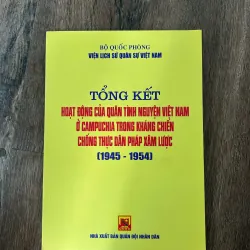 BỘ QUỐC PHÒNG
VIỆN LỊCH SỬ QUÂN SỰ VIỆT NAM
TỔNG KẾT
HOẠT ĐỘNG CỦA QUÂN TÌNH NGUYỆN VIỆT NAM
Ở CAMPUCHIA TRONG KHÁNG CHIẾN
CHỐNG THỰC DÂN PHÁP XÂM LƯỢC
(1945 - 1954)
NHÀ XUẤT BẢN QUÂN ĐỘI NHÂN DÂN